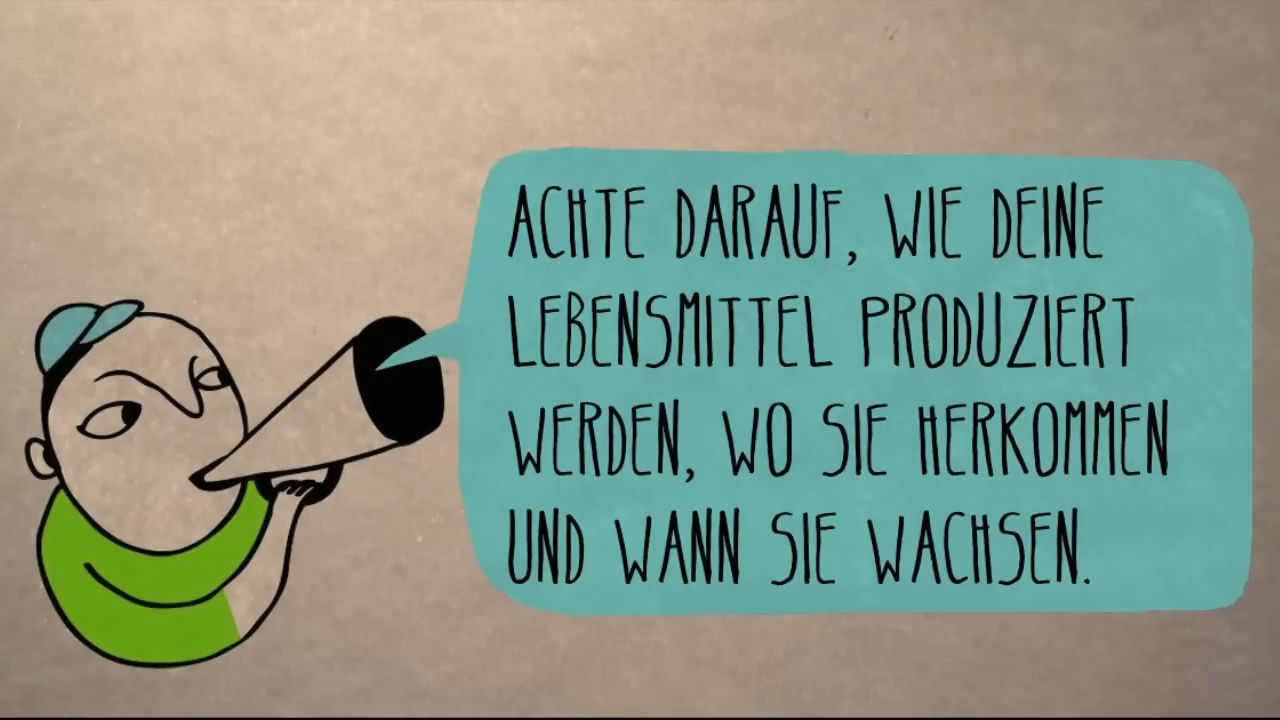 ACHTE DARAUF, WIE DEINE
LEBENSMITTEL PRODUZIERT
WERDEN, WO SIE HERKOMMEN
UND WANN SIE WACHSEN.